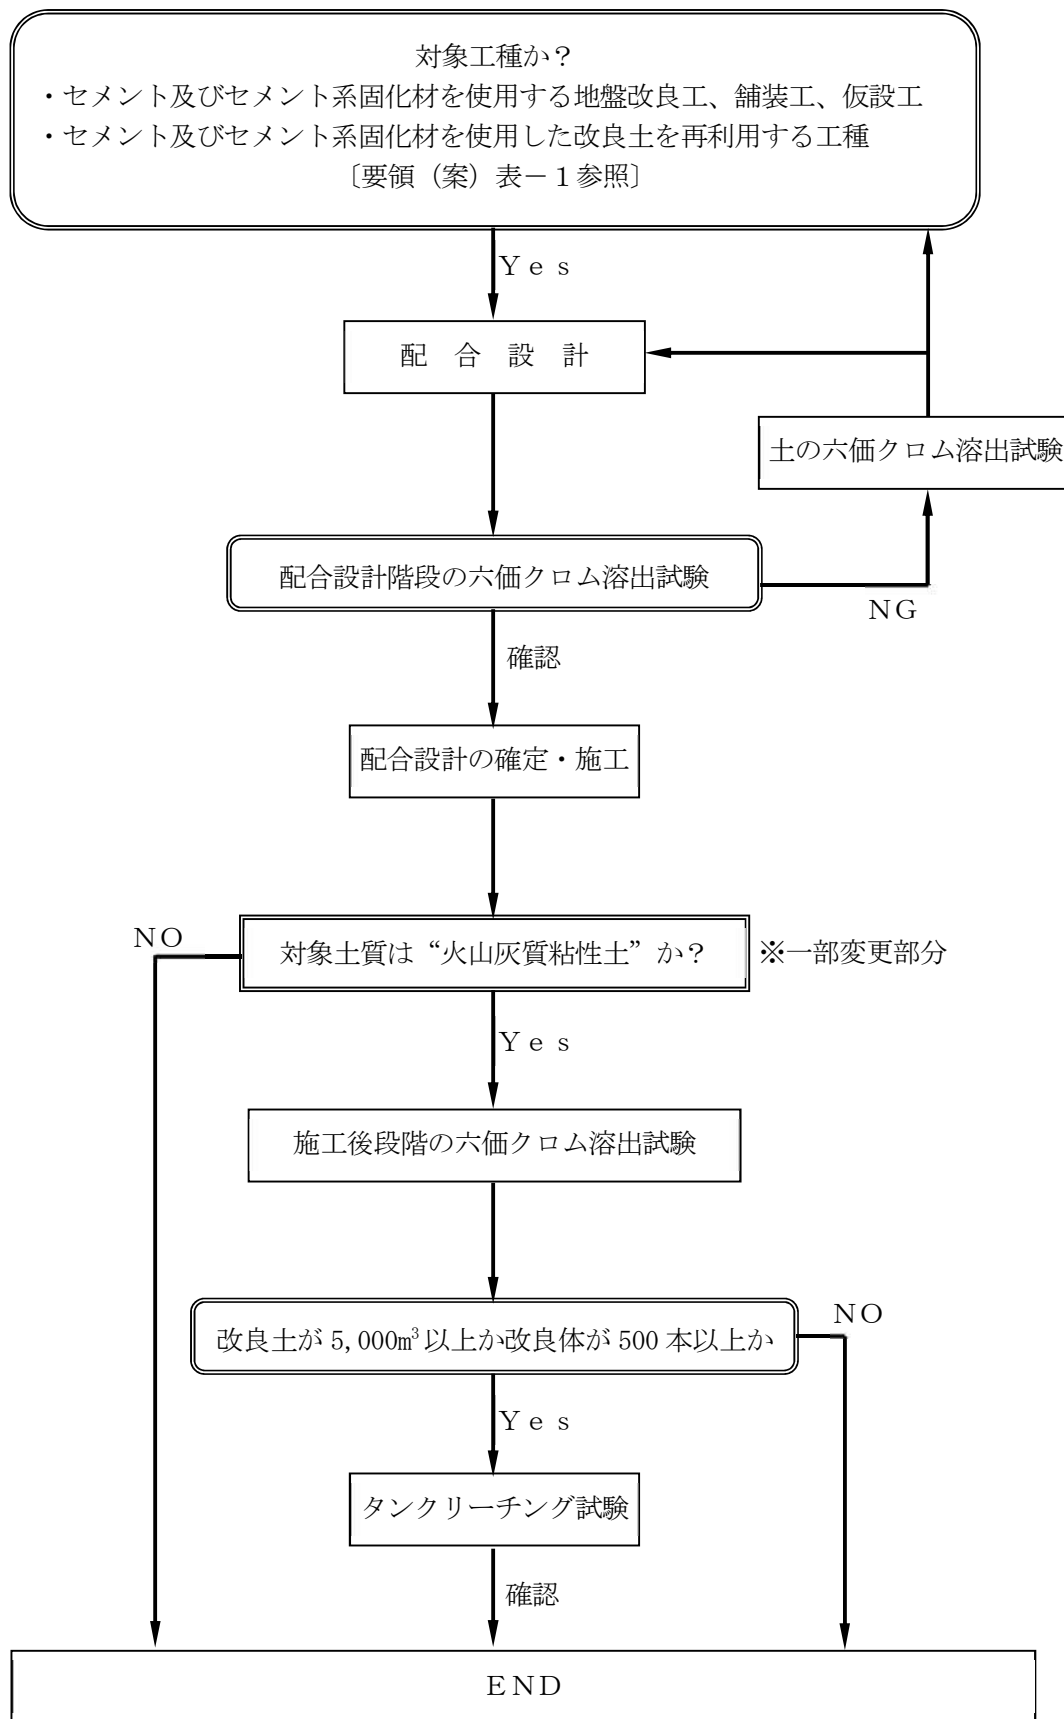 対象工種か？
・セメント及びセメント系固化材を使用する地盤改良工、舗装工、仮設工
・セメント及びセメント系固化材を使用した改良土を再利用する工種
〔要領（案）表－１参照〕
Ｙｅｓ
配　合　設　計
土の六価クロム溶出試験
配合設計階段の六価クロム溶出試験
ＮＧ
確認
配合設計の確定・施工
ＮＯ
対象土質は“火山灰質粘性土”か？
※一部変更部分
Ｙｅｓ
施工後段階の六価クロム溶出試験
ＮＯ
改良土が 5,000m³以上か改良体が 500 本以上か
Ｙｅｓ
タンクリーチング試験
確認
ＥＮＤ